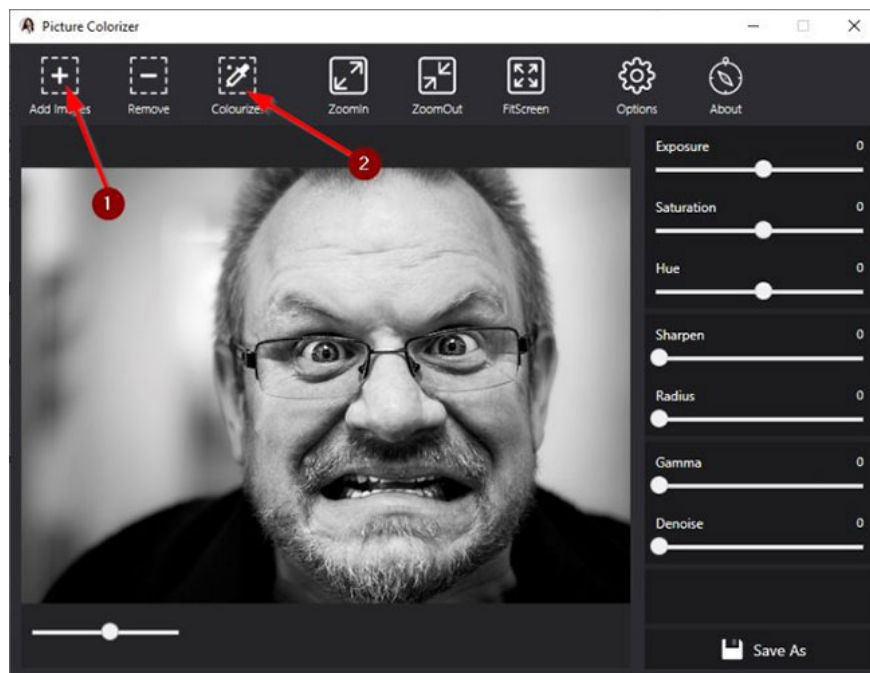 Picture Colorizer
Add Images Remove Colourize ZoomIn ZoomOut FitScreen Options About
1
2
Exposure 0
Saturation 0
Hue 0
Sharpen 0
Radius 0
Gamma 0
Denoise 0
Save As